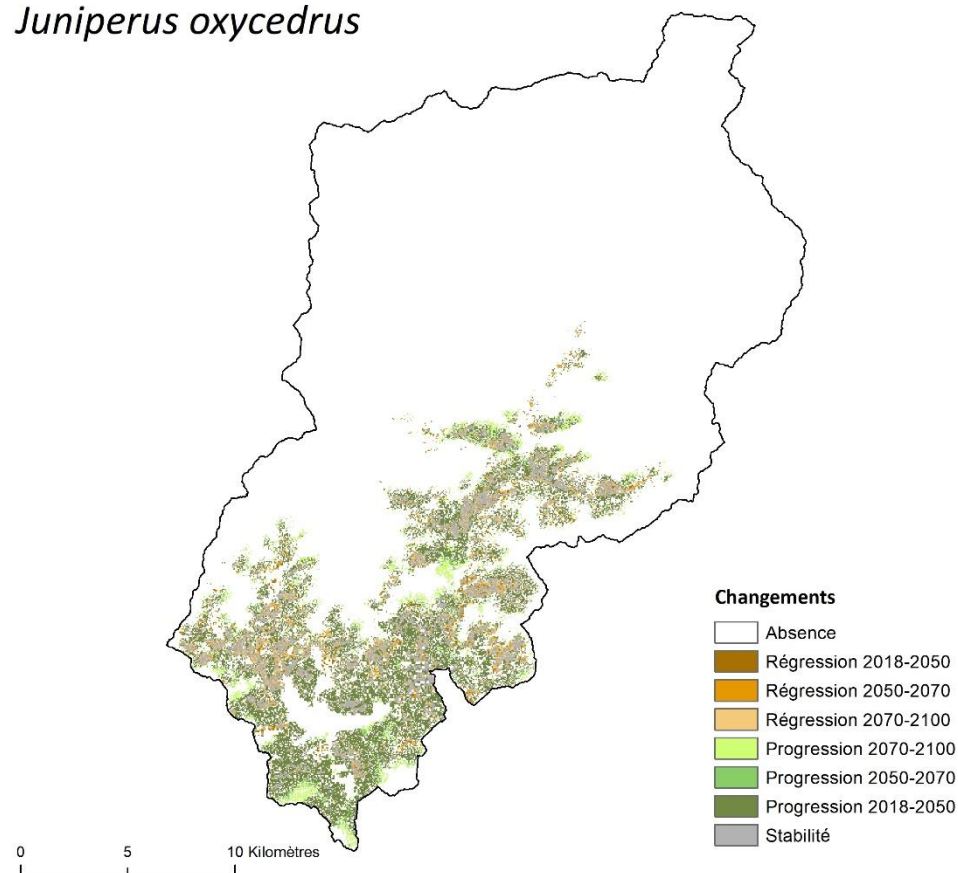 Juniperus oxycedrus
Changements
Absence
Régression 2018-2050
Régression 2050-2070
Régression 2070-2100
Progression 2070-2100
Progression 2050-2070
Progression 2018-2050
Stabilité
0 5 10 Kilomètres